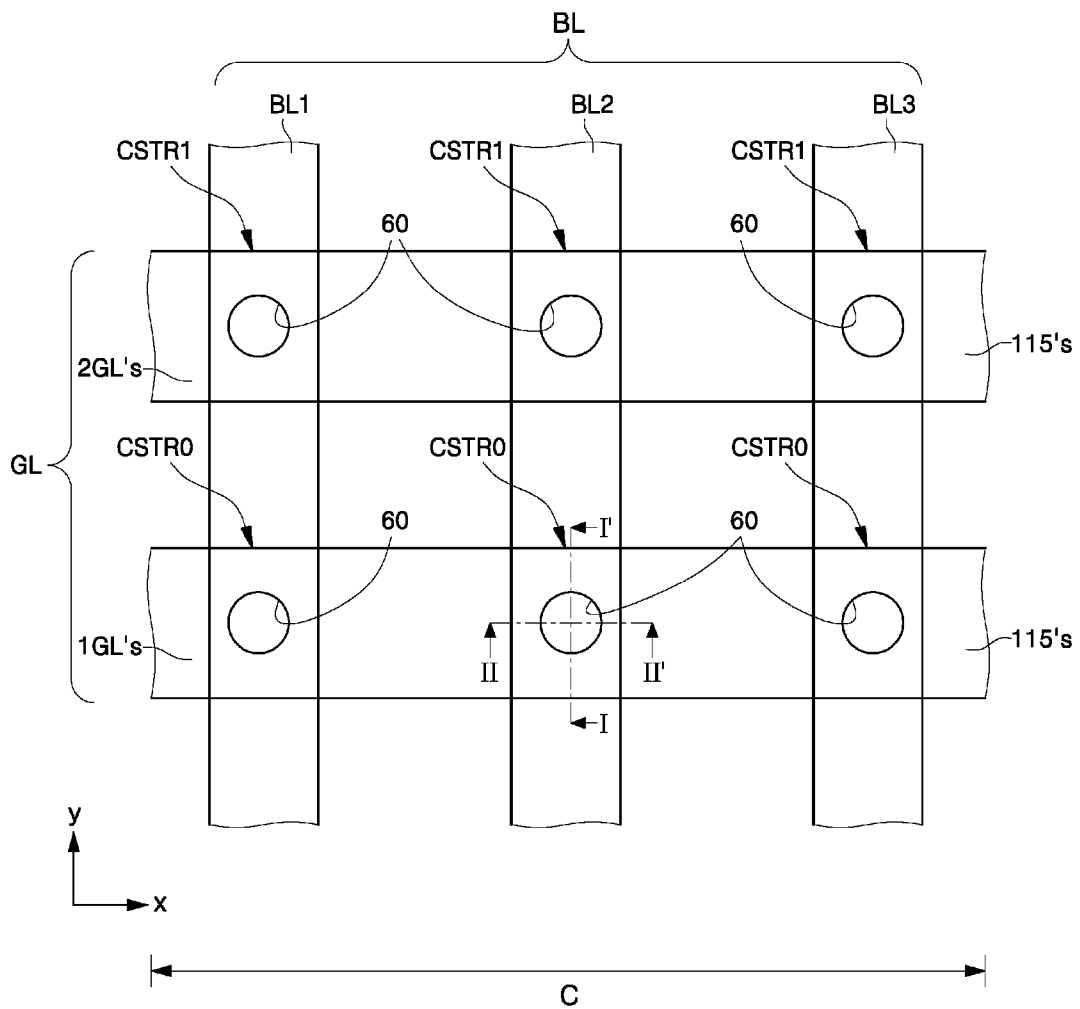 BL
BL1 BL2 BL3
CSTR1 CSTR1 CSTR1
60 60
2GL's 115's
GL
CSTR0 CSTR0 CSTR0
60 I' 60
1GL's II II' 115's
I
y
x
C